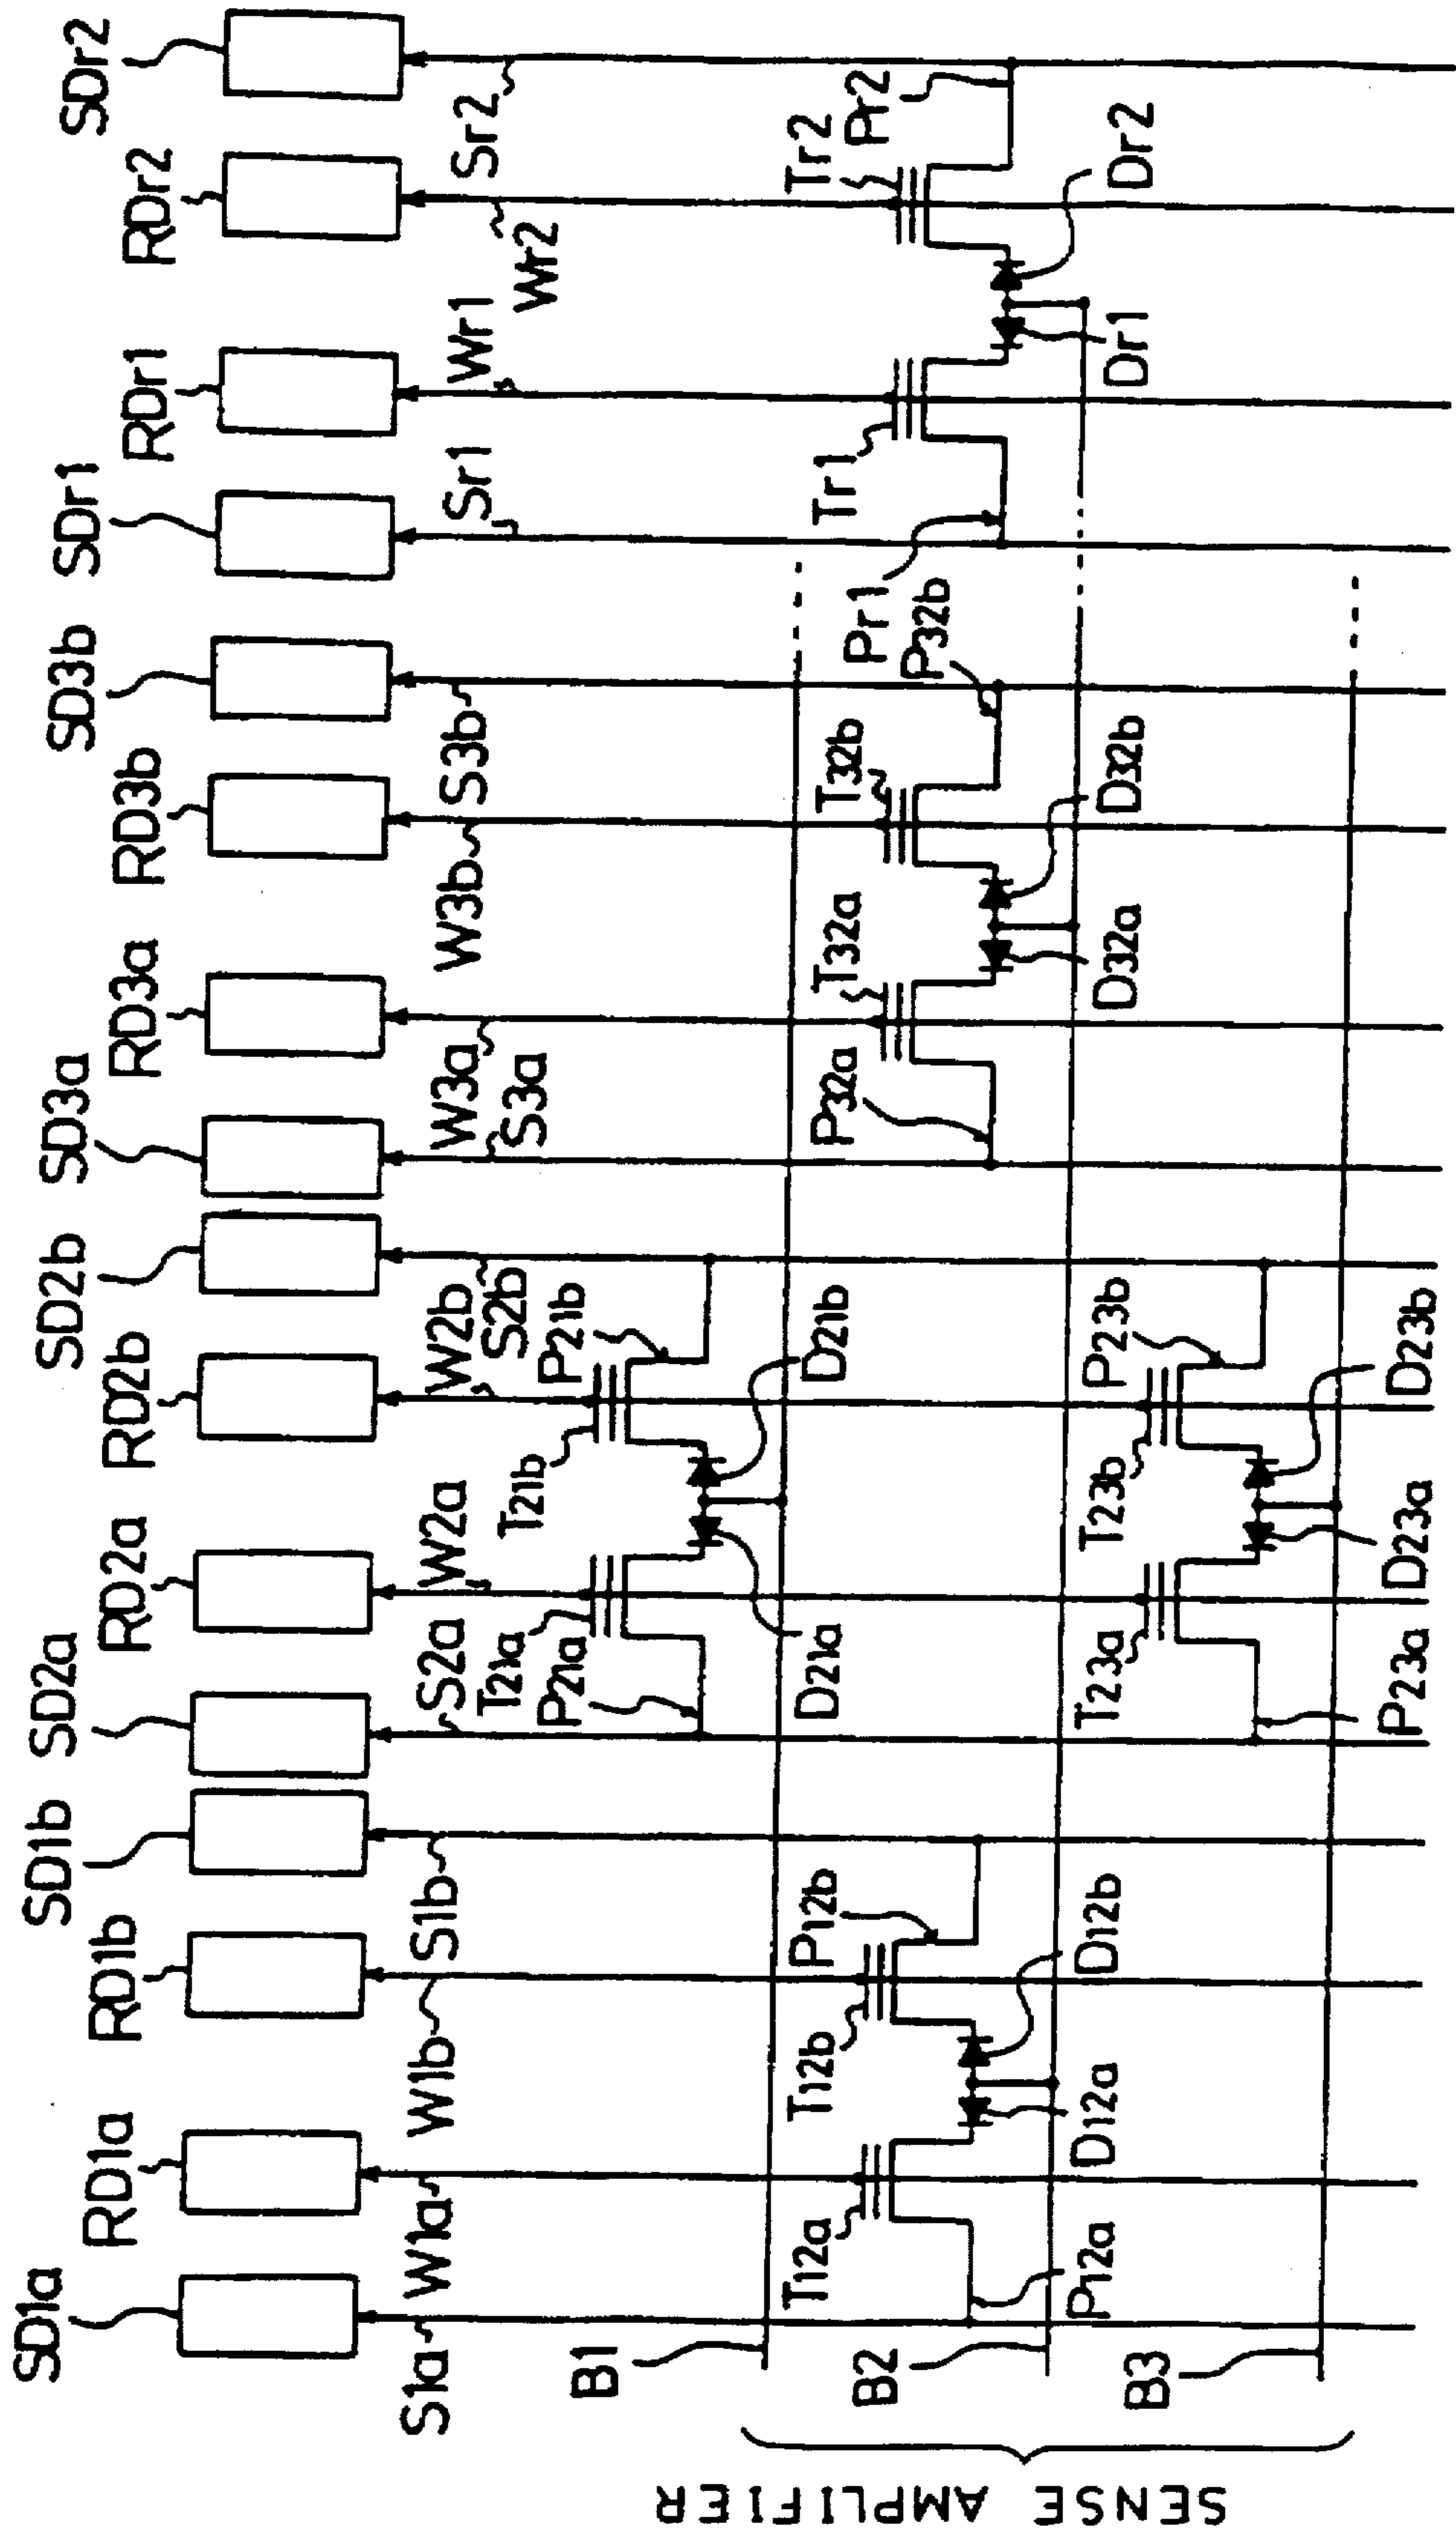 SD1a
RD1a
RD1b
SD1b
SD2a
RD2a
RD2b
SD2b
SD3a
RD3a
RD3b
SD3b
SDr1
RDr1
RDr2
SDr2
S1a
W1a
W1b
S1b
S2a
W2a
W2b
S2b
W3a
S3a
W3b
S3b
Sr1
Wr1
Wr2
Sr2
T21a
P21a
T21b
P21b
B1
D21a
D21b
T12a
T12b
P12b
P32a
T32a
T32b
Pr1
P32b
Tr1
Tr2
Pr2
B2
P12a
D12a
D12b
D32a
D32b
Dr1
Dr2
T23a
T23b
P23b
B3
P23a
D23a
D23b
SENSE AMPLIFIER